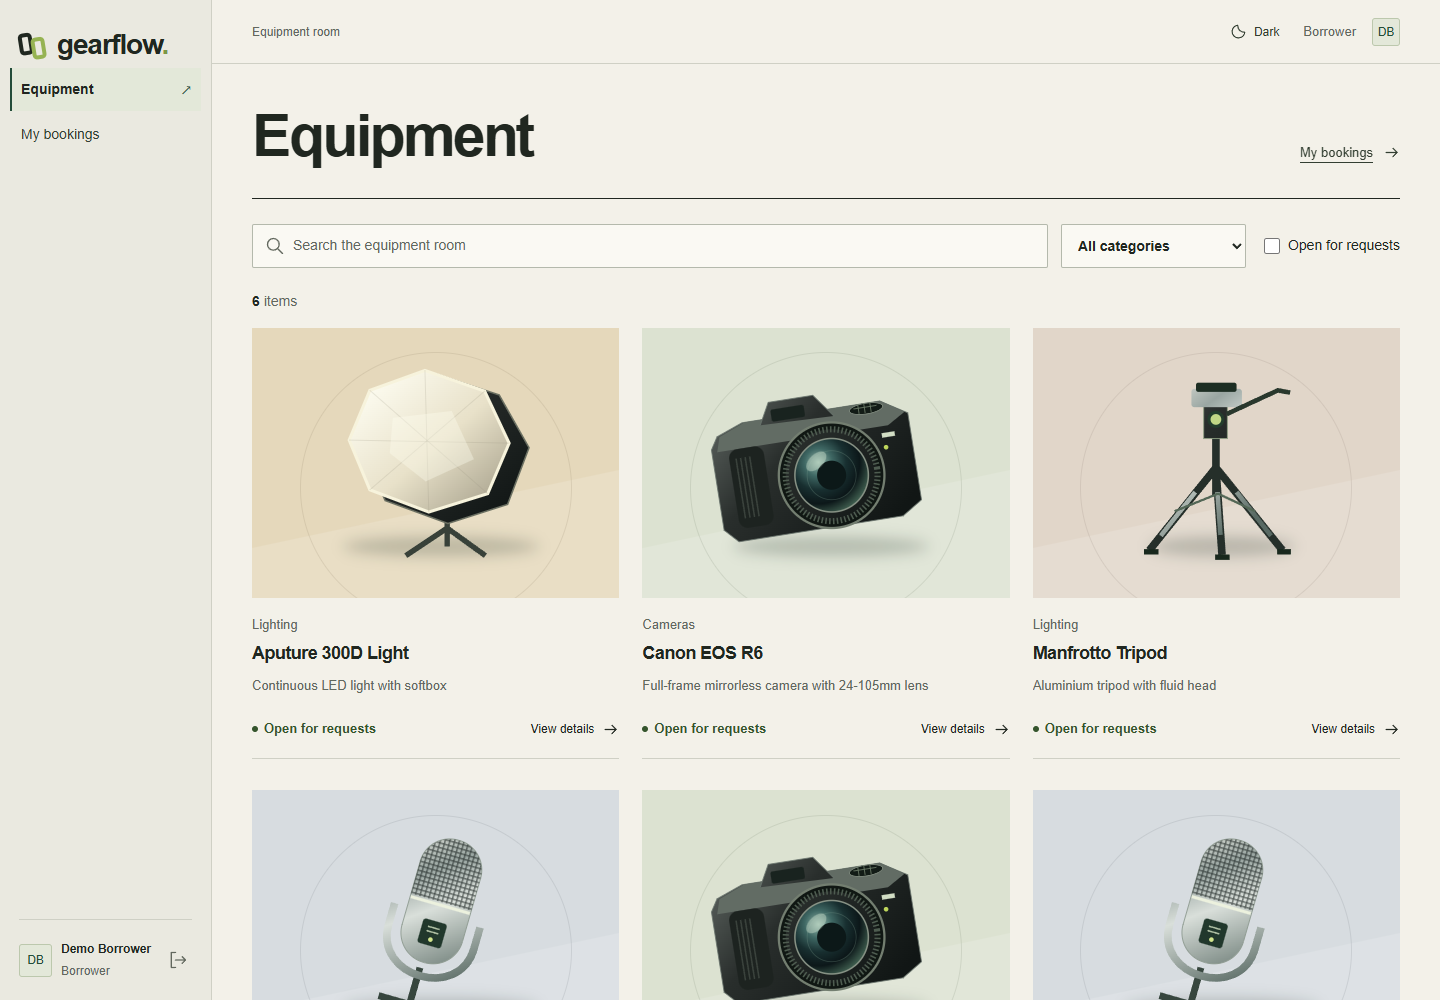 gearflow.
Equipment
My bookings
Equipment room
Dark
Borrower
DB
Equipment
My bookings
Search the equipment room
All categories
Open for requests
6 items
Lighting
Aputure 300D Light
Continuous LED light with softbox
Open for requests
View details
Cameras
Canon EOS R6
Full-frame mirrorless camera with 24-105mm lens
Open for requests
View details
Lighting
Manfrotto Tripod
Aluminium tripod with fluid head
Open for requests
View details
DB
Demo Borrower
Borrower